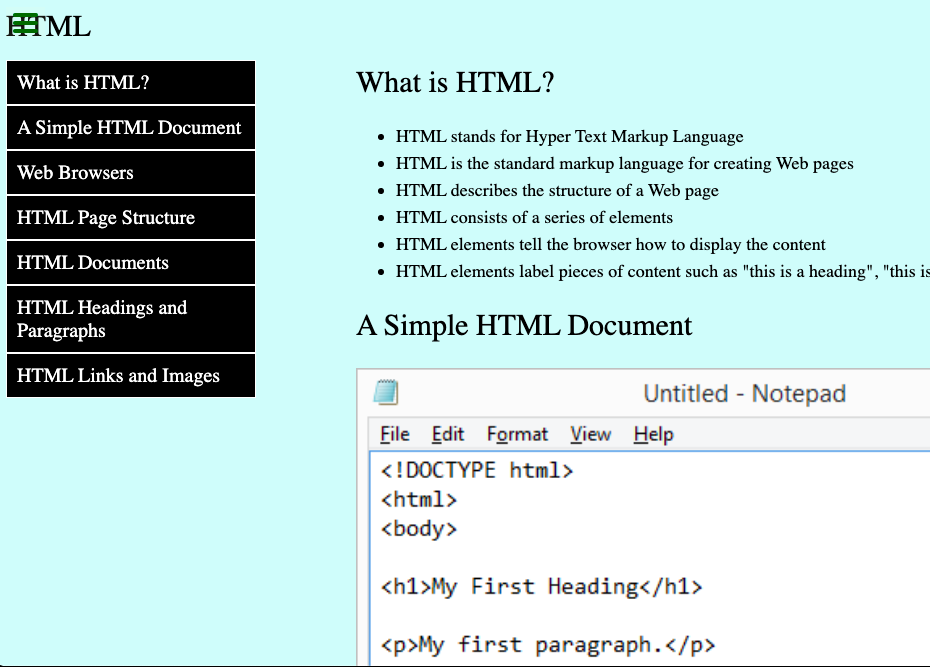 HTML
What is HTML?
A Simple HTML Document
Web Browsers
HTML Page Structure
HTML Documents
HTML Headings and
Paragraphs
HTML Links and Images
What is HTML?
HTML stands for Hyper Text Markup Language
HTML is the standard markup language for creating Web pages
HTML describes the structure of a Web page
HTML consists of a series of elements
HTML elements tell the browser how to display the content
HTML elements label pieces of content such as "this is a heading", "this is
A Simple HTML Document
Untitled - Notepad
File Edit Format View Help
<!DOCTYPE html>
<html>
<body>
<h1>My First Heading</h1>
<p>My first paragraph.</p>